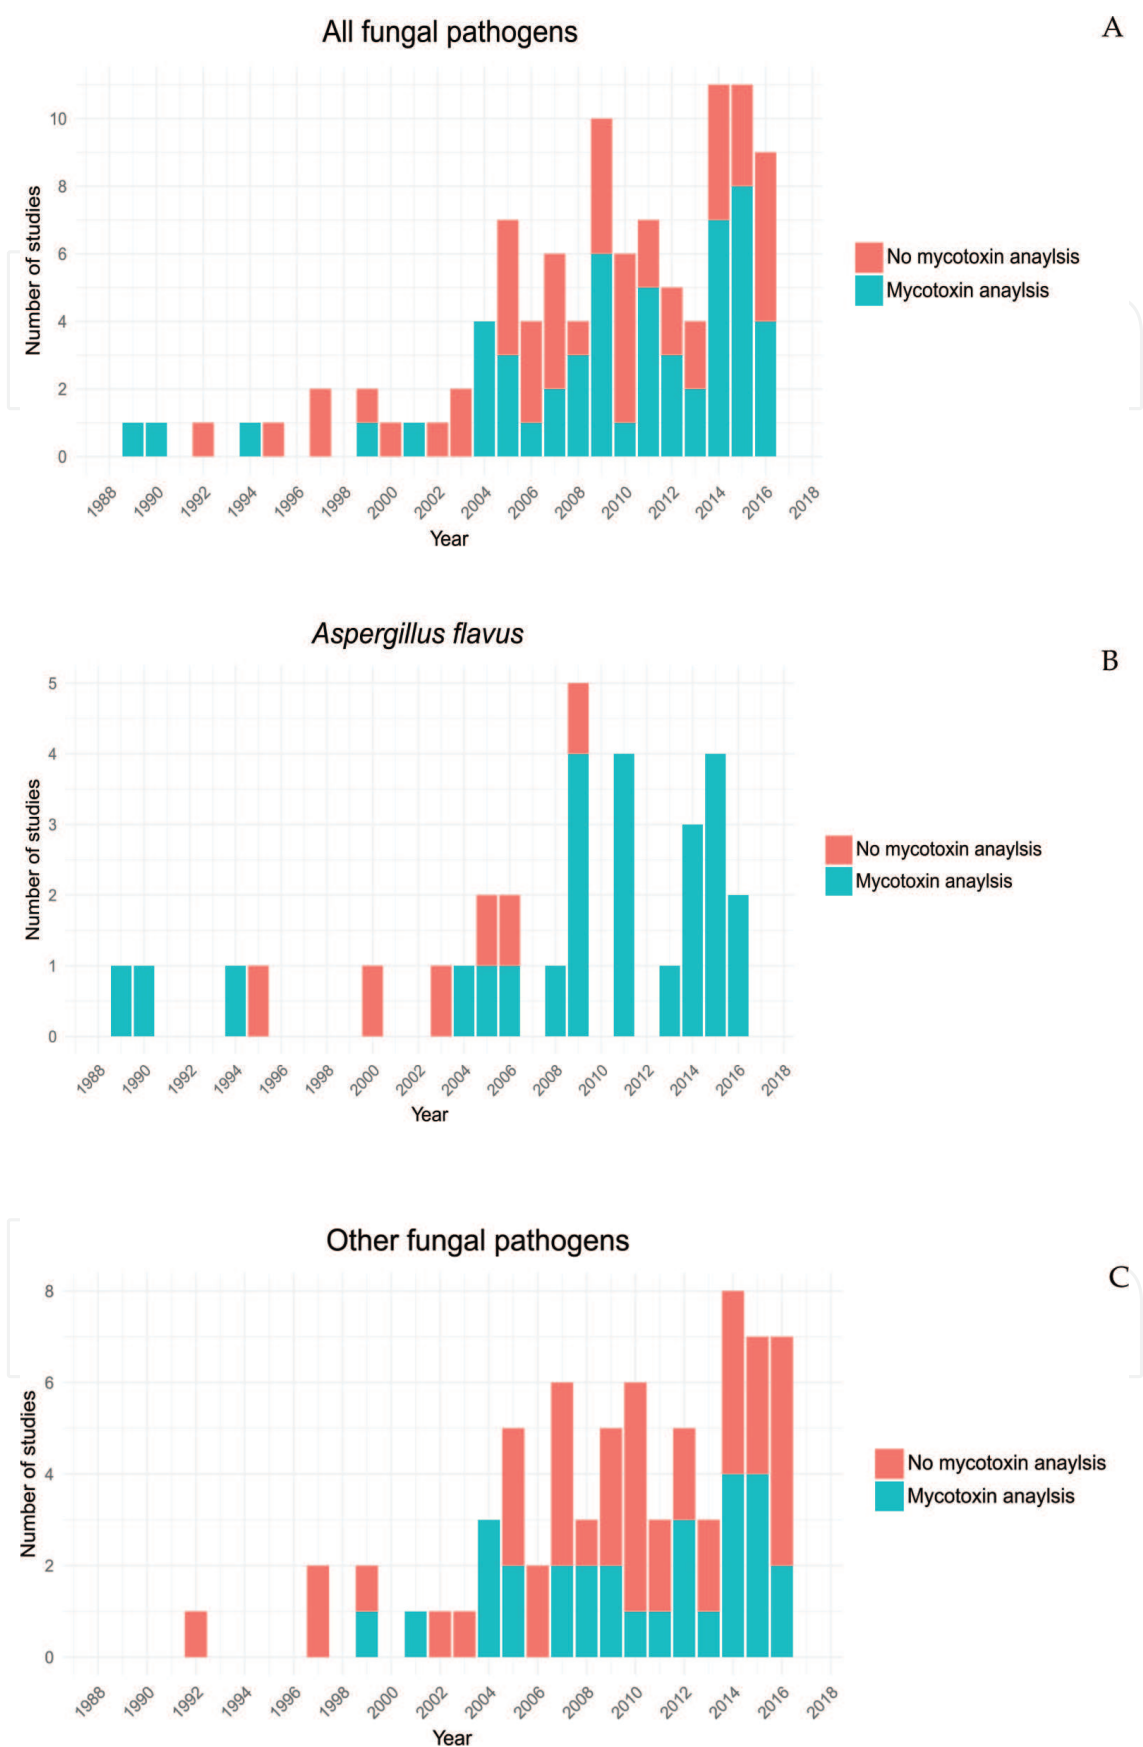 All fungal pathogens
A
Number of studies
10
8
6
4
2
0
1988 1990 1992 1994 1996 1998 2000 2002 2004 2006 2008 2010 2012 2014 2016 2018
Year
No mycotoxin anaylsis
Mycotoxin anaylsis
Aspergillus flavus
B
Number of studies
5
4
3
2
1
0
1988 1990 1992 1994 1996 1998 2000 2002 2004 2006 2008 2010 2012 2014 2016 2018
Year
No mycotoxin anaylsis
Mycotoxin anaylsis
Other fungal pathogens
C
Number of studies
8
6
4
2
0
1988 1990 1992 1994 1996 1998 2000 2002 2004 2006 2008 2010 2012 2014 2016 2018
Year
No mycotoxin anaylsis
Mycotoxin anaylsis